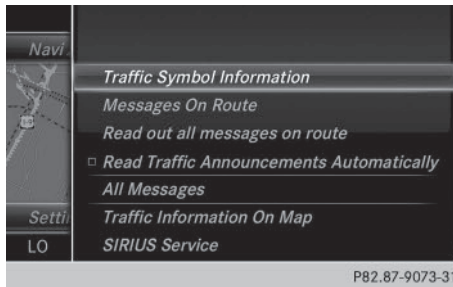 Navi
Traffic Symbol Information
Messages On Route
Read out all messages on route
Read Traffic Announcements Automatically
All Messages
Traffic Information On Map
Setti
LO
SIRIUS Service
P82.87-9073-31